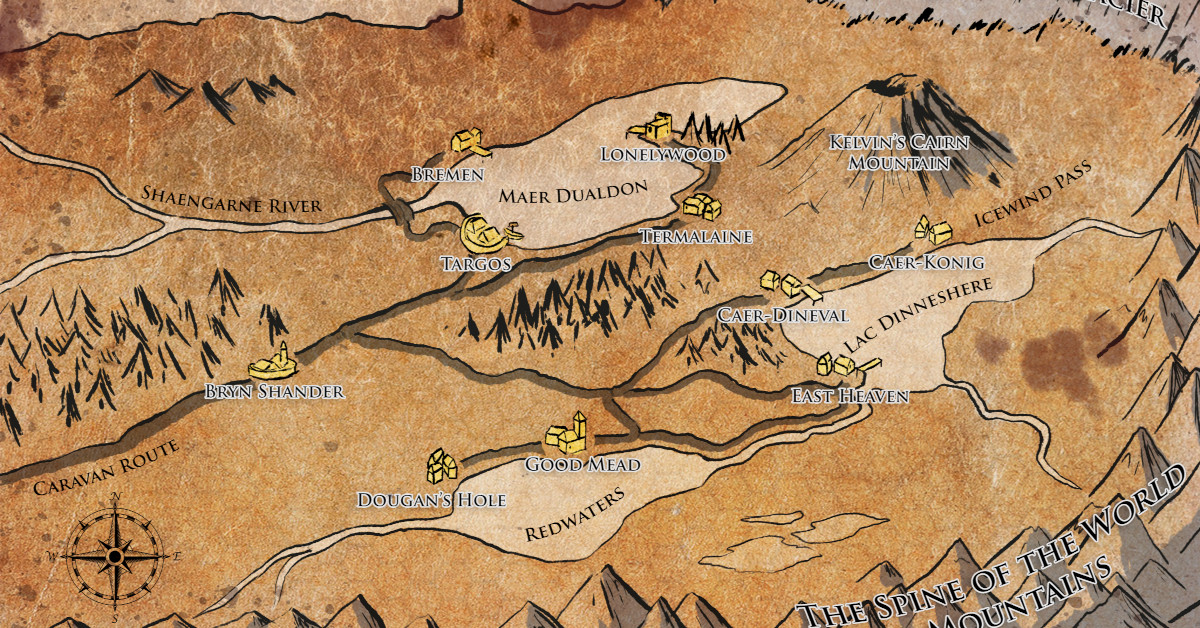 CIER
LONELYWOOD
KELVIN'S CAIRN
MOUNTAIN
BREMEN
MAER DUALDON
SHAENGARNE RIVER
ICEWIND PASS
TERMALAINE
TARGOS
CAER-KONIG
CAER-DINEVAL
LAC DINNESHERE
BRYN SHANDER
EAST HEAVEN
CARAVAN ROUTE
GOOD MEAD
DOUGAN'S HOLE
REDWATERS
N
W
E
S
THE SPINE OF THE WORLD
MOUNTAINS